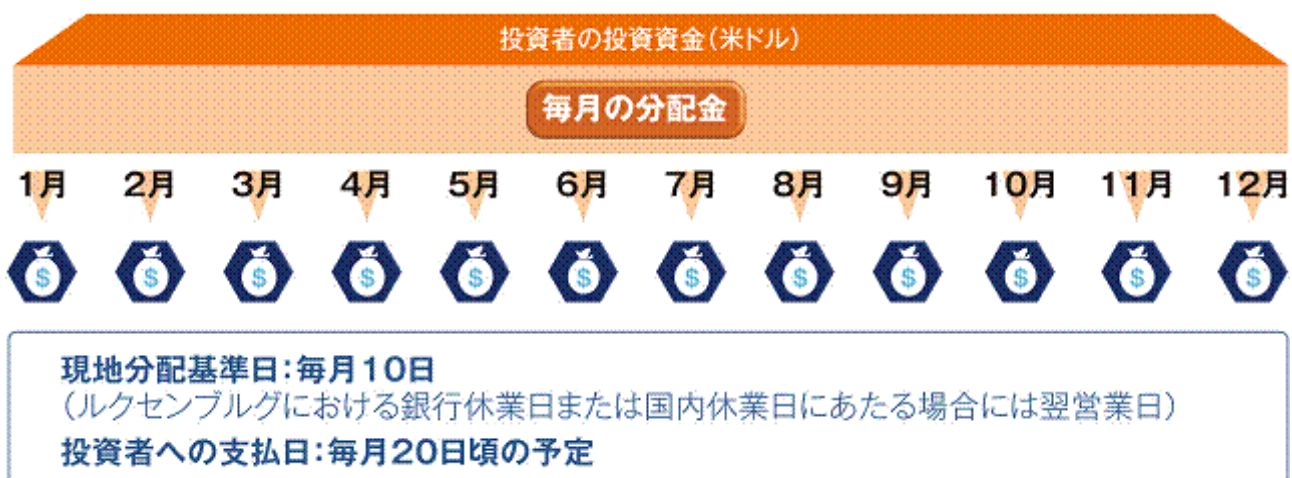 投資者の投資資金(米ドル)
毎月の分配金
1月 2月 3月 4月 5月 6月 7月 8月 9月 10月 11月 12月
$ $ $ $ $ $ $ $ $ $ $ $
現地分配基準日:毎月10日
(ルクセンブルグにおける銀行休業日または国内休業日にあたる場合には翌営業日)
投資者への支払日:毎月20日頃の予定